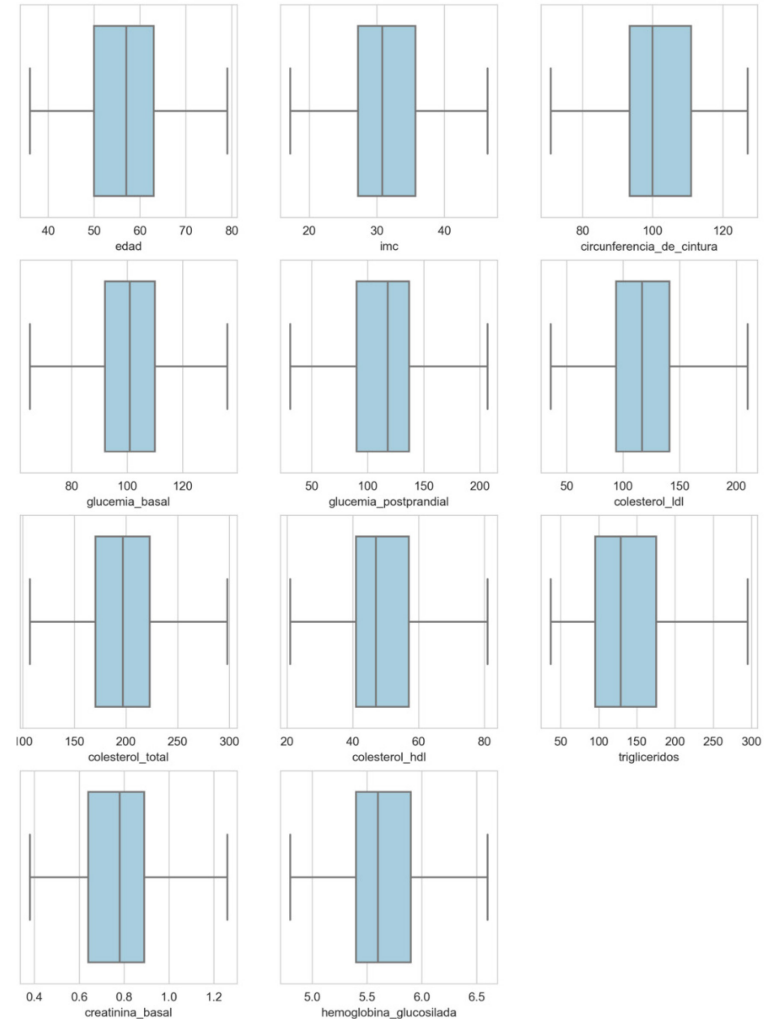 40 50 60 70 80
edad
20 30 40
imc
80 100 120
circunferencia_de_cintura
80 100 120
glucemia_basal
50 100 150 200
glucemia_postprandial
50 100 150 200
colesterol_ldl
100 150 200 250 300
colesterol_total
20 40 60 80
colesterol_hdl
50 100 150 200 250 300
trigliceridos
0.4 0.6 0.8 1.0 1.2
creatinina_basal
5.0 5.5 6.0 6.5
hemoglobina_glucosilada